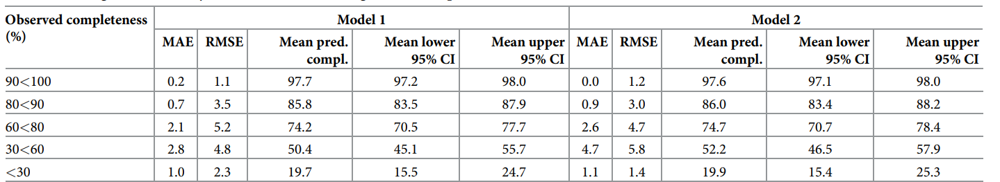 Observed completeness (%) Model 1 Model 2
MAE RMSE Mean pred. compl. Mean lower 95% CI Mean upper 95% CI MAE RMSE Mean pred. compl. Mean lower 95% CI Mean upper 95% CI
90<100 0.2 1.1 97.7 97.2 98.0 0.0 1.2 97.6 97.1 98.0
80<90 0.7 3.5 85.8 83.5 87.9 0.9 3.0 86.0 83.4 88.2
60<80 2.1 5.2 74.2 70.5 77.7 2.6 4.7 74.7 70.7 78.4
30<60 2.8 4.8 50.4 45.1 55.7 4.7 5.8 52.2 46.5 57.9
<30 1.0 2.3 19.7 15.5 24.7 1.1 1.4 19.9 15.4 25.3